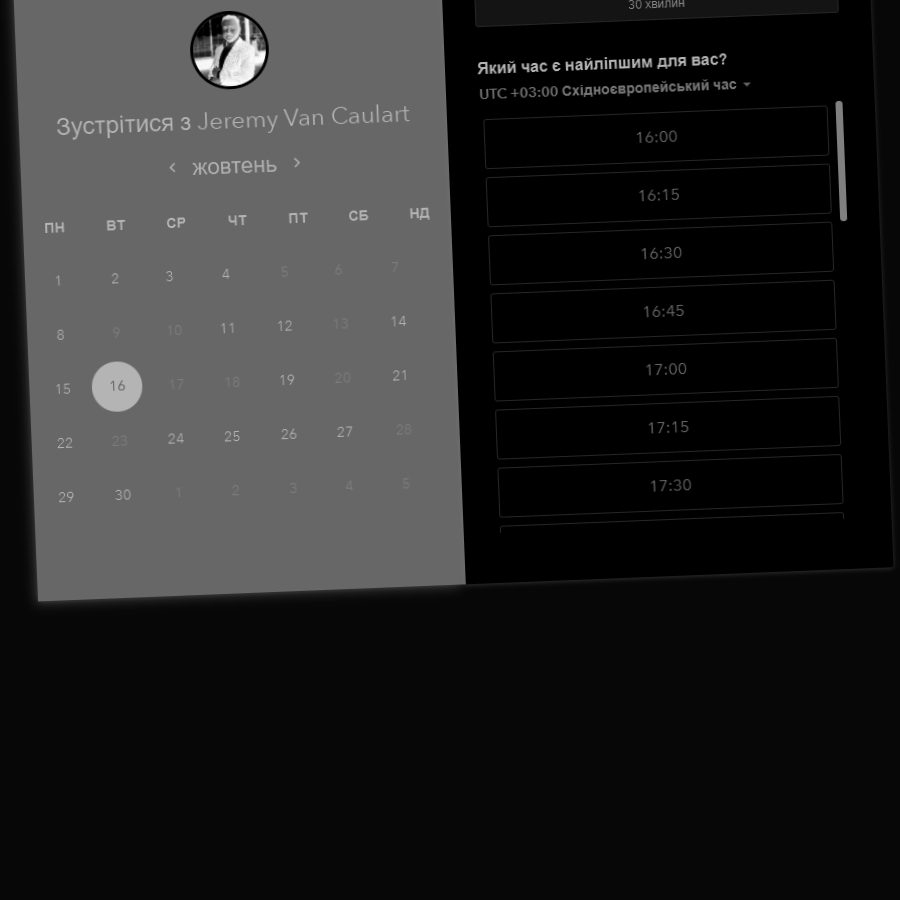 Зустрітися з Jeremy Van Caulart
жовтень
ПН ВТ СР ЧТ ПТ СБ НД
1 2 3 4 5 6 7
8 9 10 11 12 13 14
15 16 17 18 19 20 21
22 23 24 25 26 27 28
29 30 1 2 3 4 5
30 хвилин
Який час є найліпшим для вас?
UTC +03:00 Східноєвропейський час
16:00
16:15
16:30
16:45
17:00
17:15
17:30